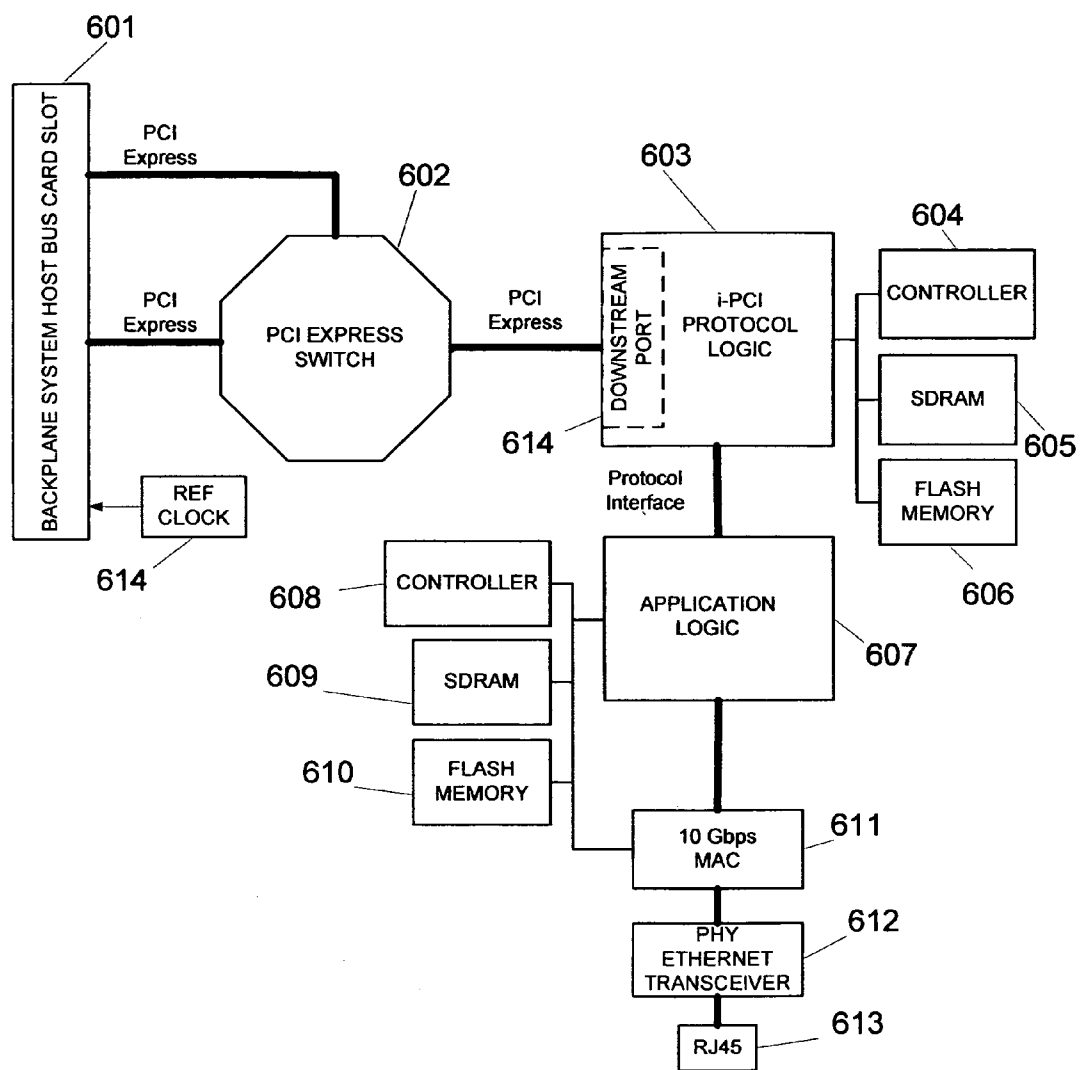 601
BACKPLANE SYSTEM HOST BUS CARD SLOT
PCI
Express
602
603
604
PCI
Express
PCI EXPRESS
SWITCH
PCI
Express
DOWNSTREAM
PORT
i-PCI
PROTOCOL
LOGIC
CONTROLLER
SDRAM
605
614
REF
CLOCK
614
Protocol
Interface
FLASH
MEMORY
606
608
CONTROLLER
APPLICATION
LOGIC
607
609
SDRAM
610
FLASH
MEMORY
10 Gbps
MAC
611
PHY
ETHERNET
TRANSCEIVER
612
RJ45
613